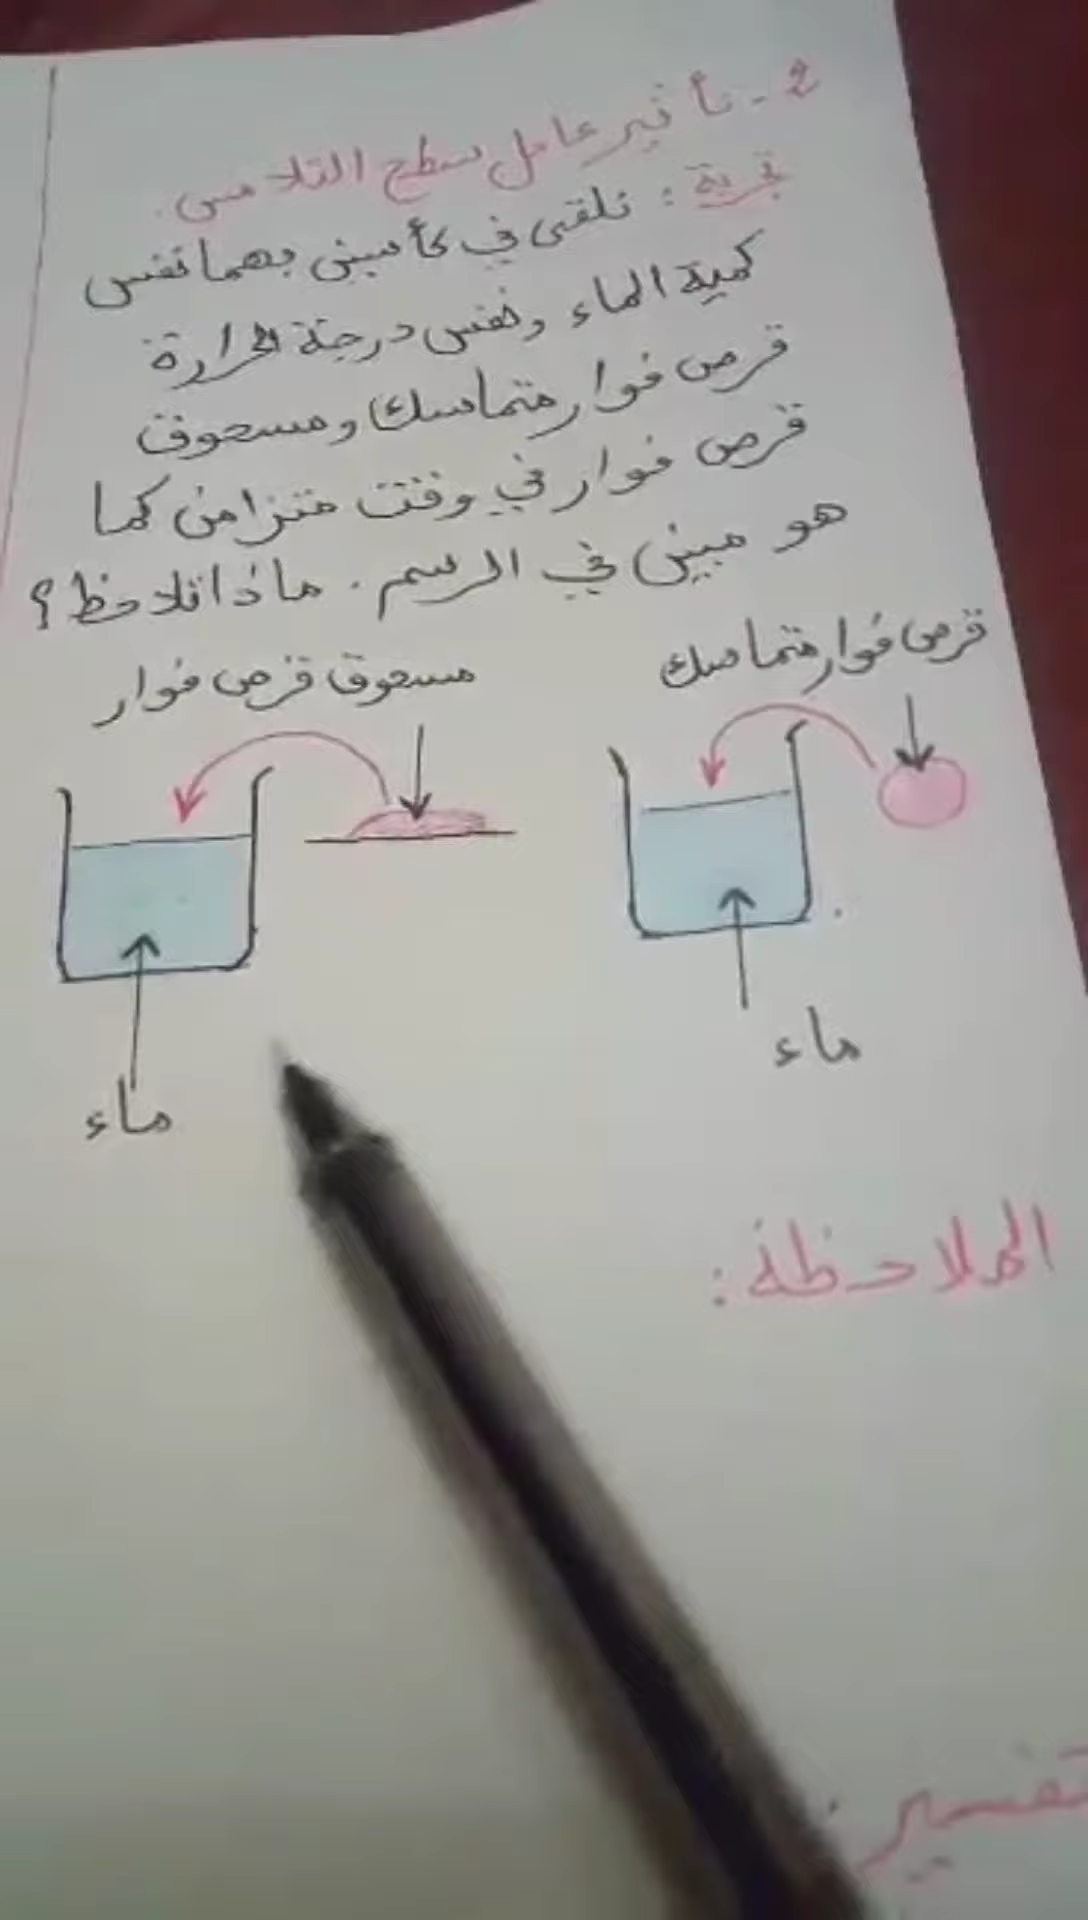 2 - تأثير عامل سطح التلامس.
تجربة : نلقي في كأسين بهما نفس
كمية الماء ونفس درجة الحرارة
قرص فوار متماسك ومسحوق
قرص فوار في وقت متزامن كما
هو مبين في الرسم. ماذا تلاحظ ؟
قرص فوار متماسك
مسحوق قرص فوار
ماء
ماء
الملاحظة :
تفسير :